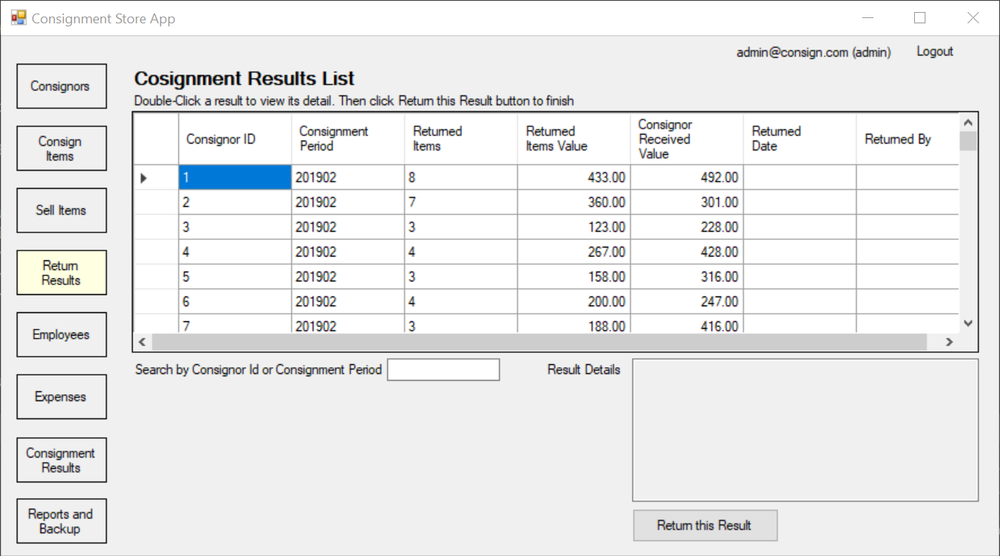 Consignment Store App
admin@consign.com (admin) Logout
Consignors
Consign
Items
Sell Items
Return
Results
Employees
Expenses
Consignment
Results
Reports and
Backup
Cosignment Results List
Double-Click a result to view its detail. Then click Return this Result button to finish
Consignor ID
Consignment
Period
Returned
Items
Returned
Items Value
Consignor
Received
Value
Returned
Date
Returned By
1 201902 8 433.00 492.00
2 201902 7 360.00 301.00
3 201902 3 123.00 228.00
4 201902 4 267.00 428.00
5 201902 3 158.00 316.00
6 201902 4 200.00 247.00
7 201902 3 188.00 416.00
Search by Consignor Id or Consignment Period
Result Details
Return this Result